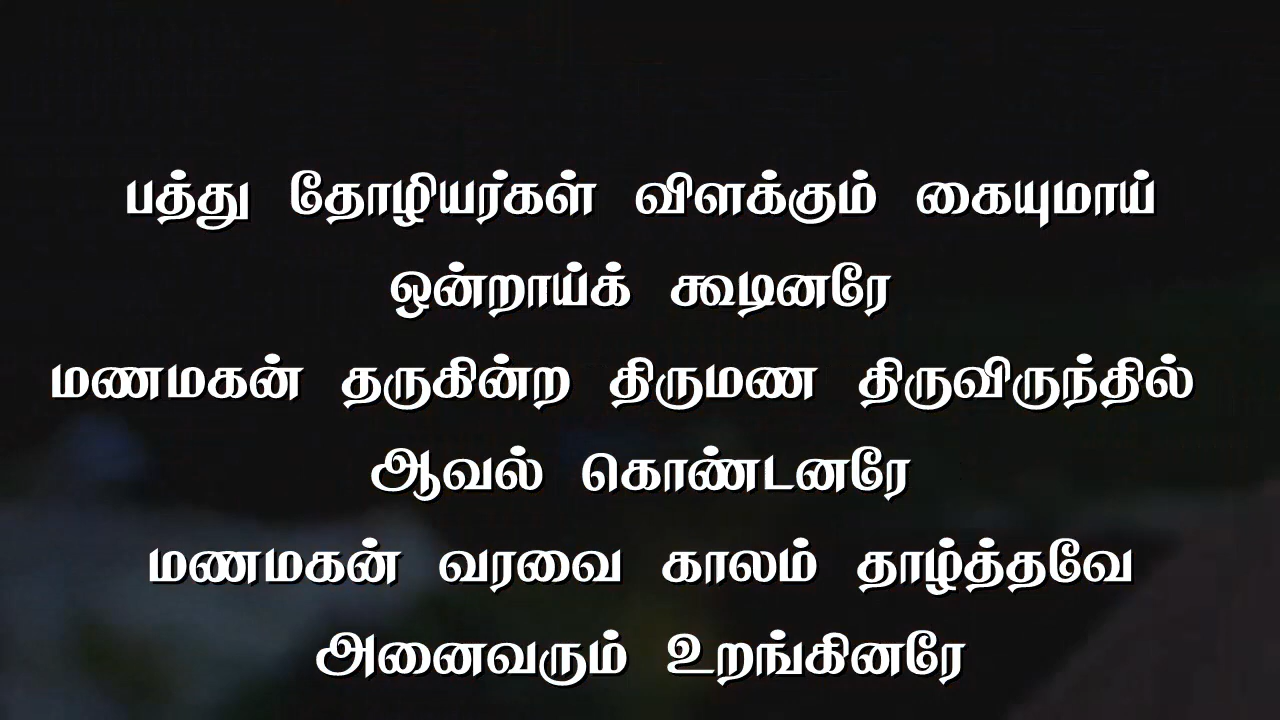 பத்து தோழியர்கள் விளக்கும் கையுமாய்
ஒன்றாய்க் கூடினரே
மணமகன் தருகின்ற திருமண திருவிருந்தில்
ஆவல் கொண்டனரே
மணமகன் வரவை காலம் தாழ்த்தவே
அனைவரும் உறங்கினரே